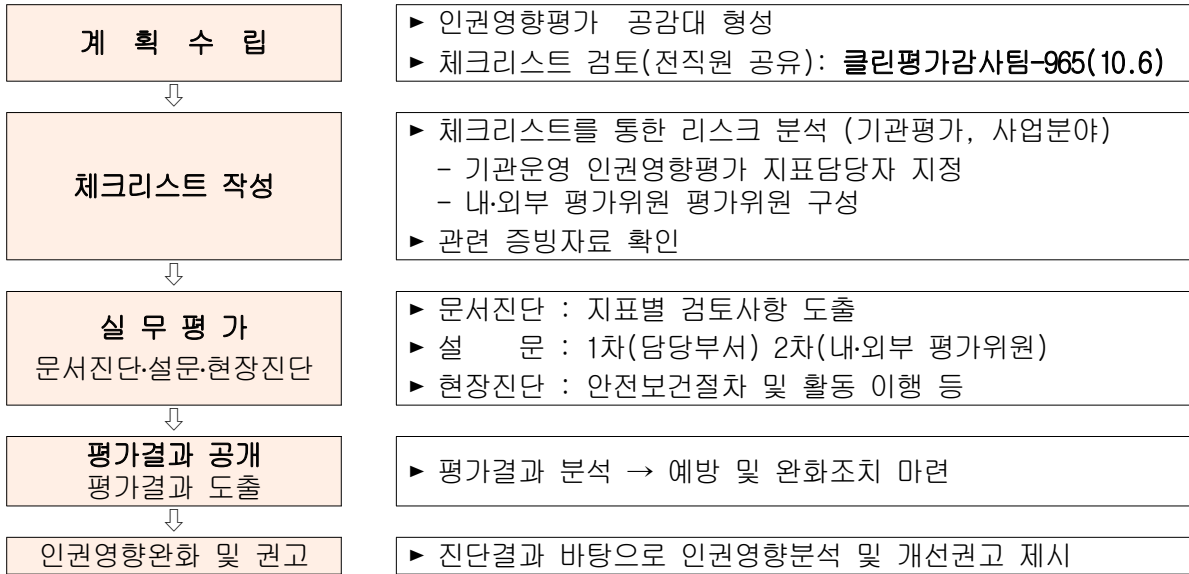 계 획 수 립
► 인권영향평가 공감대 형성
► 체크리스트 검토(전직원 공유): 클린평가감사팀-965(10.6)
⇩
체크리스트 작성
► 체크리스트를 통한 리스크 분석 (기관평가, 사업분야)
- 기관운영 인권영향평가 지표담당자 지정
- 내·외부 평가위원 평가위원 구성
► 관련 증빙자료 확인
⇩
실 무 평 가
문서진단·설문·현장진단
► 문서진단 : 지표별 검토사항 도출
► 설 문 : 1차(담당부서) 2차(내·외부 평가위원)
► 현장진단 : 안전보건절차 및 활동 이행 등
⇩
평가결과 공개
평가결과 도출
► 평가결과 분석 → 예방 및 완화조치 마련
⇩
인권영향완화 및 권고
► 진단결과 바탕으로 인권영향분석 및 개선권고 제시